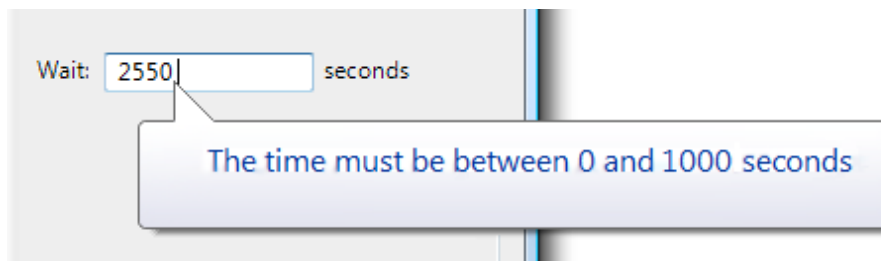 Wait: 2550 seconds
The time must be between 0 and 1000 seconds